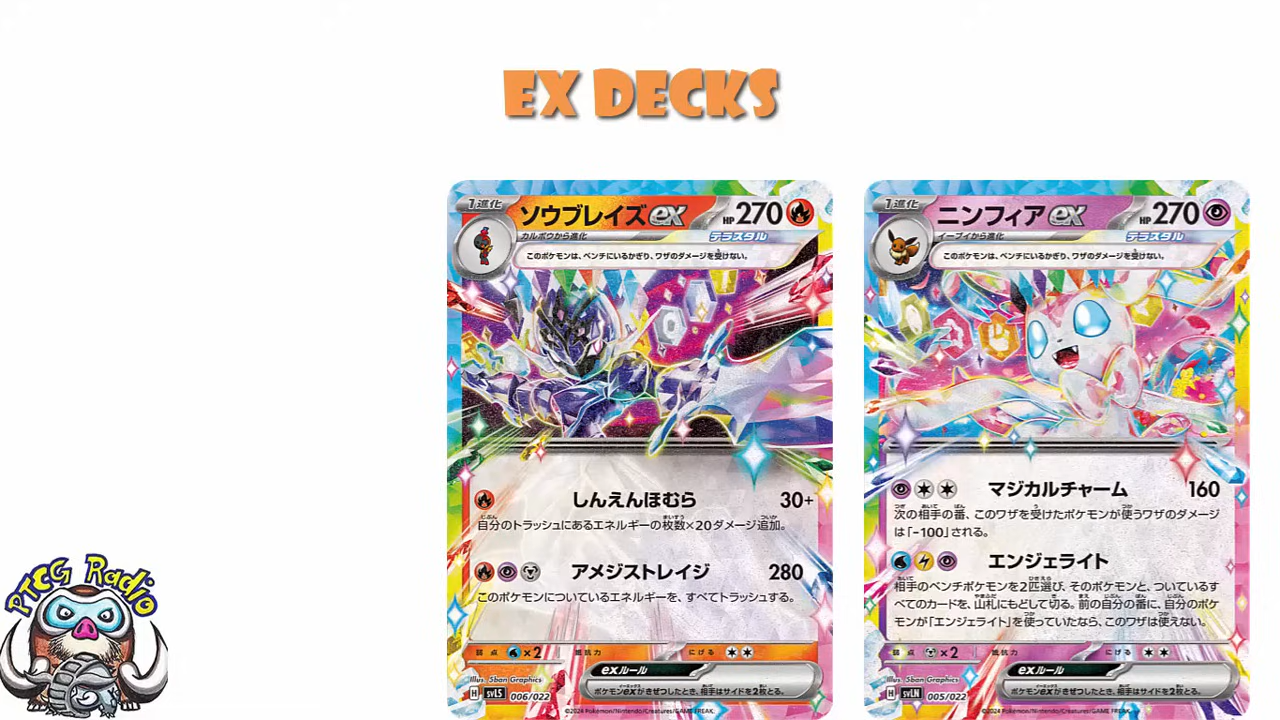 EX DECKS
1進化
ソウブレイズex
HP270
カルボウから進化
テラスタル
このポケモンは、ベンチにいるかぎり、ワザのダメージを受けない。
しんえんほむら 30+
自分のトラッシュにあるエネルギーの枚数×20ダメージ追加。
アメジストレイジ 280
このポケモンについているエネルギーを、すべてトラッシュする。
弱点 ×2 抵抗力 にげる
exルール
ポケモンexがきぜつしたとき、相手はサイドを2枚とる。
Illus. 5ban Graphics
H svLS 006/022
©2024 Pokémon/Nintendo/Creatures/GAME FREAK.
1進化
ニンフィアex
HP270
イーブイから進化
テラスタル
このポケモンは、ベンチにいるかぎり、ワザのダメージを受けない。
マジカルチャーム 160
次の相手の番、このワザを受けたポケモンが使うワザのダメージ
は「-100」される。
エンジェライト
相手のベンチポケモンを2匹選び、そのポケモンと、ついているす
べてのカードを、山札にもどして切る。前の自分の番に、自分のポケ
モンが「エンジェライト」を使っていたなら、このワザは使えない。
弱点 ×2 抵抗力 にげる
exルール
ポケモンexがきぜつしたとき、相手はサイドを2枚とる。
Illus. 5ban Graphics
H svLN 005/022
©2024 Pokémon/Nintendo/Creatures/GAME FREAK.
PTCG Radio